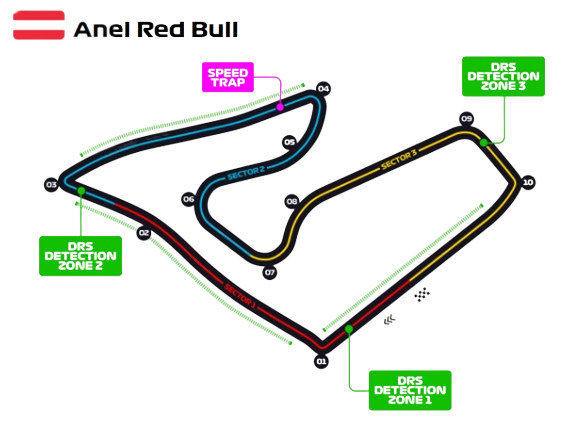 Anel Red Bull
DRS
DETECTION
ZONE 3
SPEED
TRAP
04
09
05
SECTOR 3
SECTOR 2
03
10
06
08
02
DRS
DETECTION
ZONE 2
07
SECTOR 1
01
DRS
DETECTION
ZONE 1